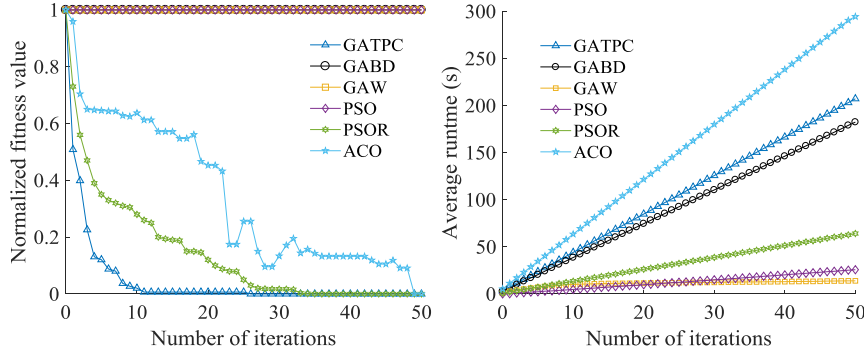 Normalized fitness value
1
0.8
0.6
0.4
0.2
0
0
10
20
30
40
50
Number of iterations
GATPC
GABD
GAW
PSO
PSOR
ACO
Average runtme (s)
300
250
200
150
100
50
0
0
10
20
30
40
50
Number of iterations
GATPC
GABD
GAW
PSO
PSOR
ACO